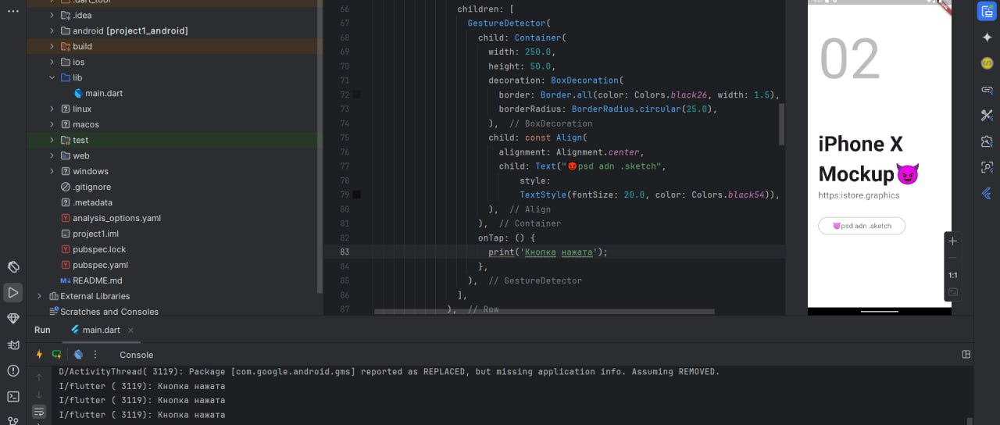 .dart_tool
.idea
android [project1_android]
build
ios
lib
main.dart
linux
macos
test
web
windows
.gitignore
.metadata
analysis_options.yaml
project1.iml
pubspec.lock
pubspec.yaml
M↓ README.md
External Libraries
Scratches and Consoles
66 children: [
67 GestureDetector(
68 child: Container(
69 width: 250.0,
70 height: 50.0,
71 decoration: BoxDecoration(
72 border: Border.all(color: Colors.black26, width: 1.5),
73 borderRadius: BorderRadius.circular(25.0),
74 ), // BoxDecoration
75 child: const Align(
76 alignment: Alignment.center,
77 child: Text("😈psd adn .sketch",
78 style:
79 TextStyle(fontSize: 20.0, color: Colors.black54)),
80 ), // Align
81 ), // Container
82 onTap: () {
83 print('Кнопка нажата');
84 },
85 ), // GestureDetector
86 ],
87 ), // Row
02
iPhone X
Mockup😈
https:istore.graphics
😈psd adn .sketch
1:1
Run main.dart
Console
D/ActivityThread( 3119): Package [com.google.android.gms] reported as REPLACED, but missing application info. Assuming REMOVED.
I/flutter ( 3119): Кнопка нажата
I/flutter ( 3119): Кнопка нажата
I/flutter ( 3119): Кнопка нажата